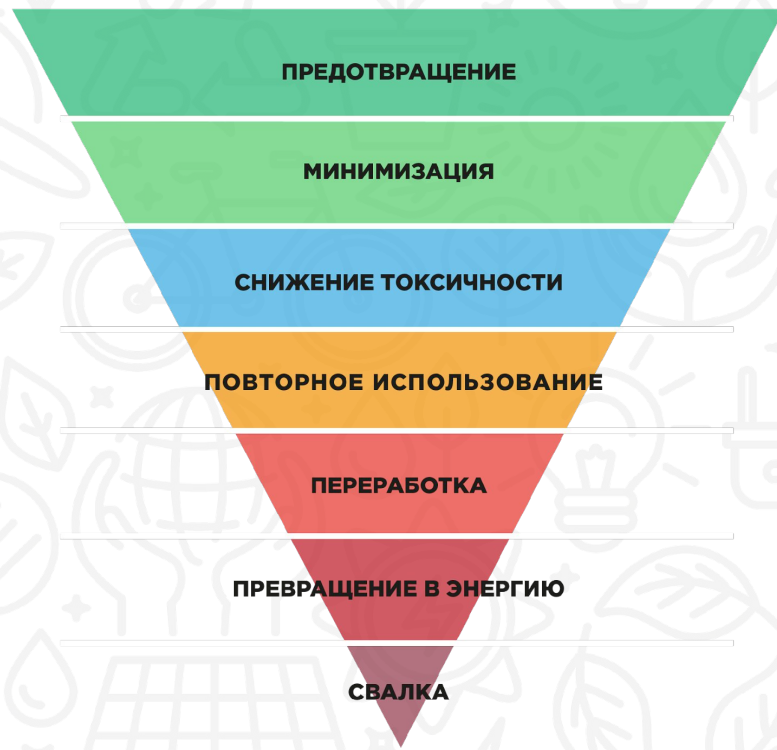 ПРЕДОТВРАЩЕНИЕ
МИНИМИЗАЦИЯ
СНИЖЕНИЕ ТОКСИЧНОСТИ
ПОВТОРНОЕ ИСПОЛЬЗОВАНИЕ
ПЕРЕРАБОТКА
ПРЕВРАЩЕНИЕ В ЭНЕРГИЮ
СВАЛКА